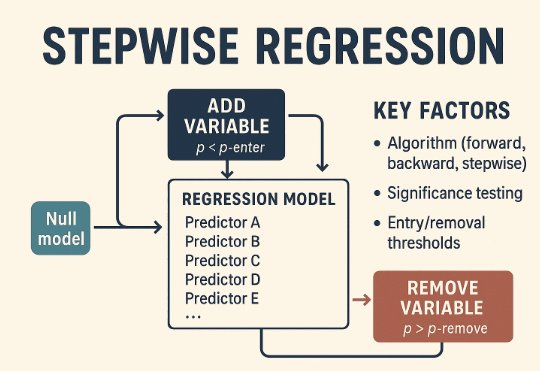 STEPWISE REGRESSION
ADD
VARIABLE
p < p-enter
KEY FACTORS
• Algorithm (forward,
backward, stepwise)
• Significance testing
• Entry/removal
thresholds
Null
model
REGRESSION MODEL
Predictor A
Predictor B
Predictor C
Predictor D
Predictor E
...
REMOVE
VARIABLE
p > p-remove